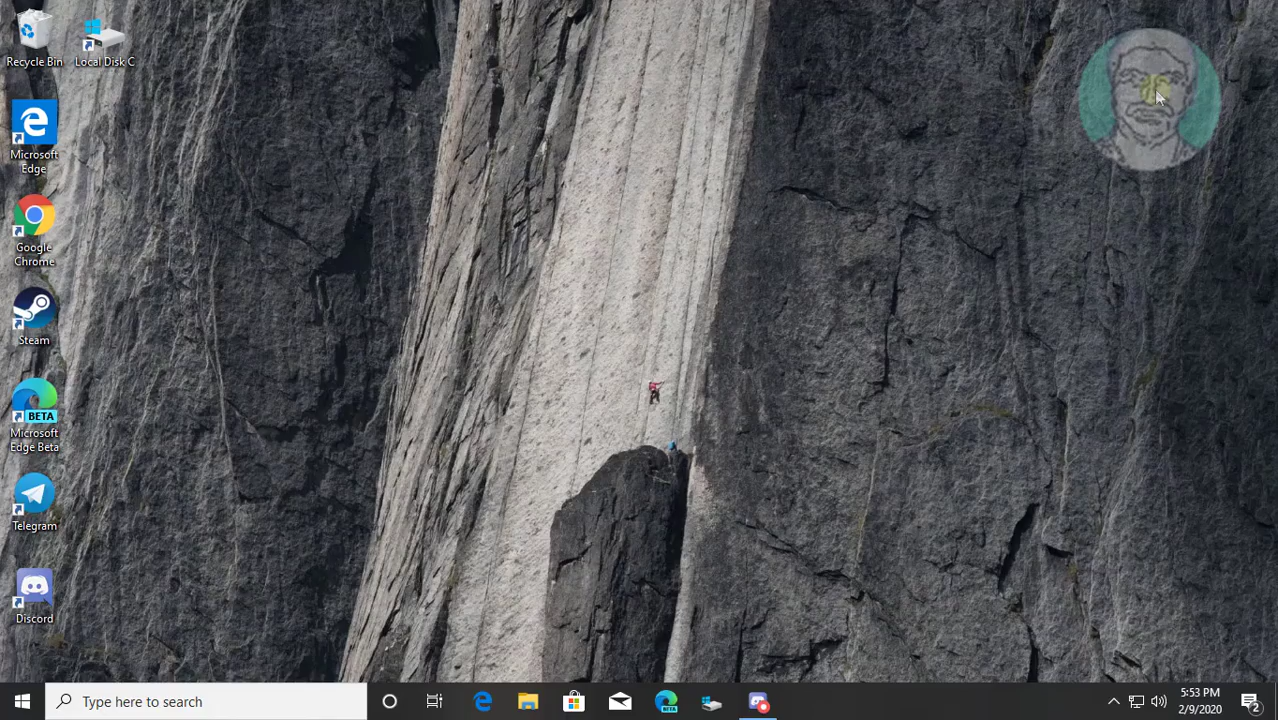 Recycle Bin
Local Disk C
Microsoft
Edge
Google
Chrome
Steam
BETA
Microsoft
Edge Beta
Telegram
Discord
Type here to search
BETA
5:53 PM
2/9/2020
2